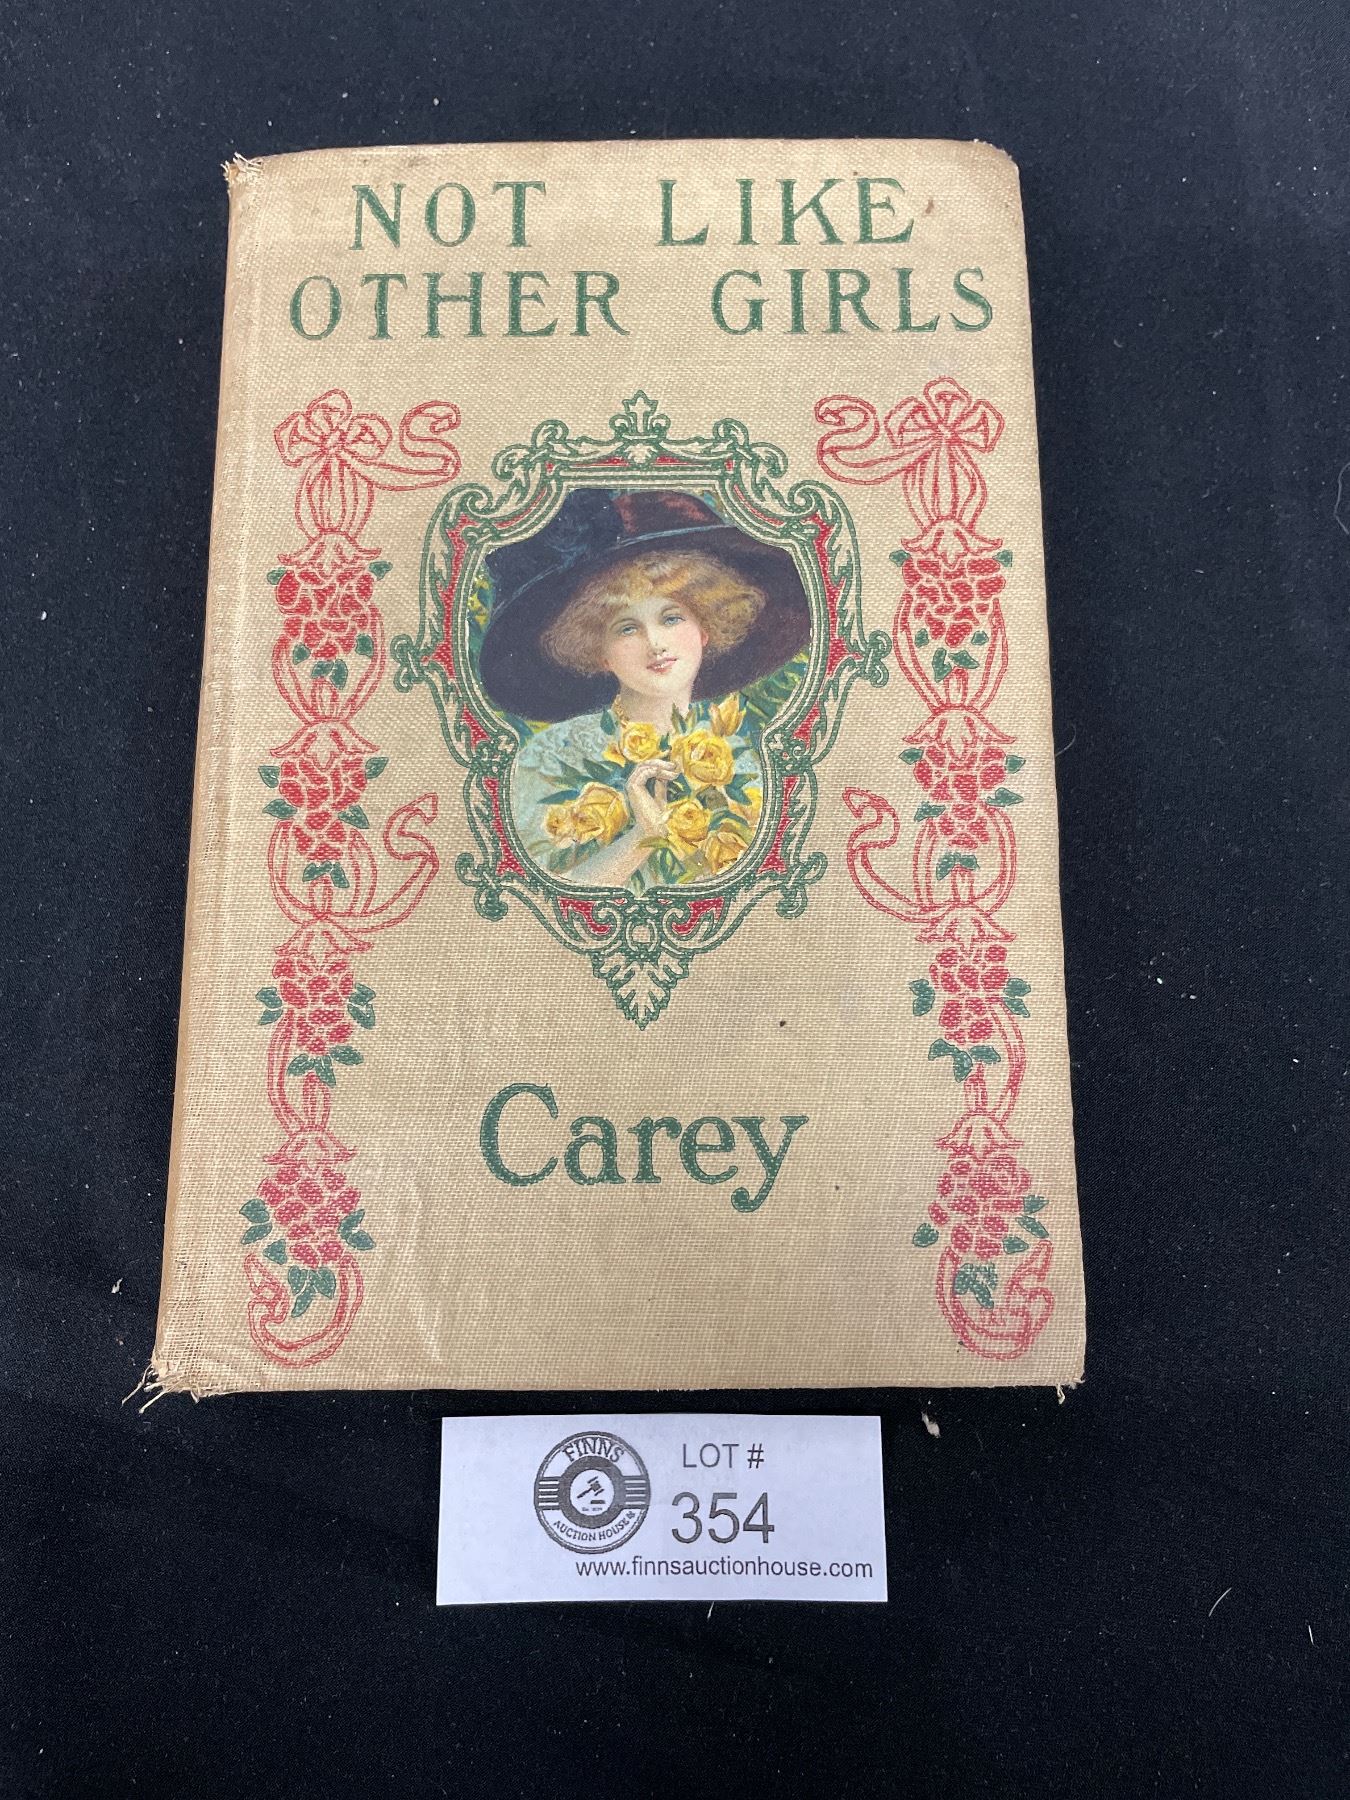 NOT LIKE
OTHER GIRLS
Carey
FINNS
AUCTION HOUSE
LOT #
354
www.finnsauctionhouse.com